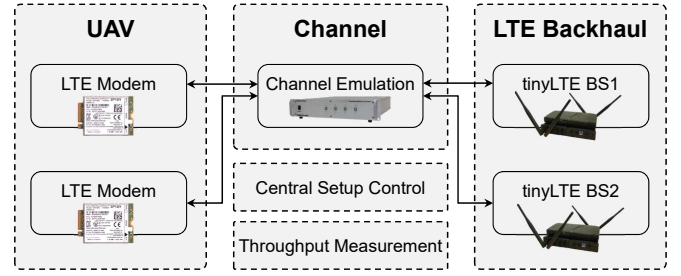 UAV
Channel
LTE Backhaul
LTE Modem
Channel Emulation
tinyLTE BS1
LTE Modem
Central Setup Control
tinyLTE BS2
Throughput Measurement